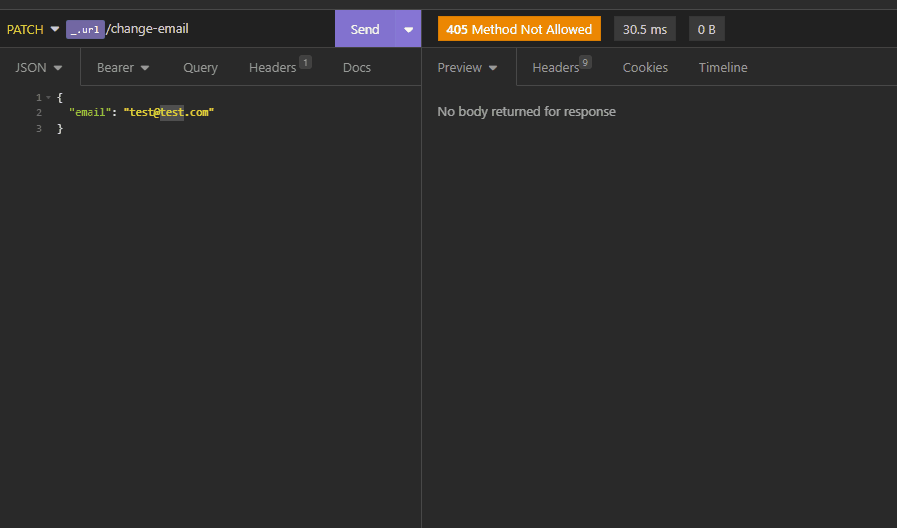 PATCH _.url /change-email Send 405 Method Not Allowed 30.5 ms 0 B
JSON Bearer Query Headers 1 Docs Preview Headers 9 Cookies Timeline
1 {
2 "email": "test@test.com"
3 }
No body returned for response